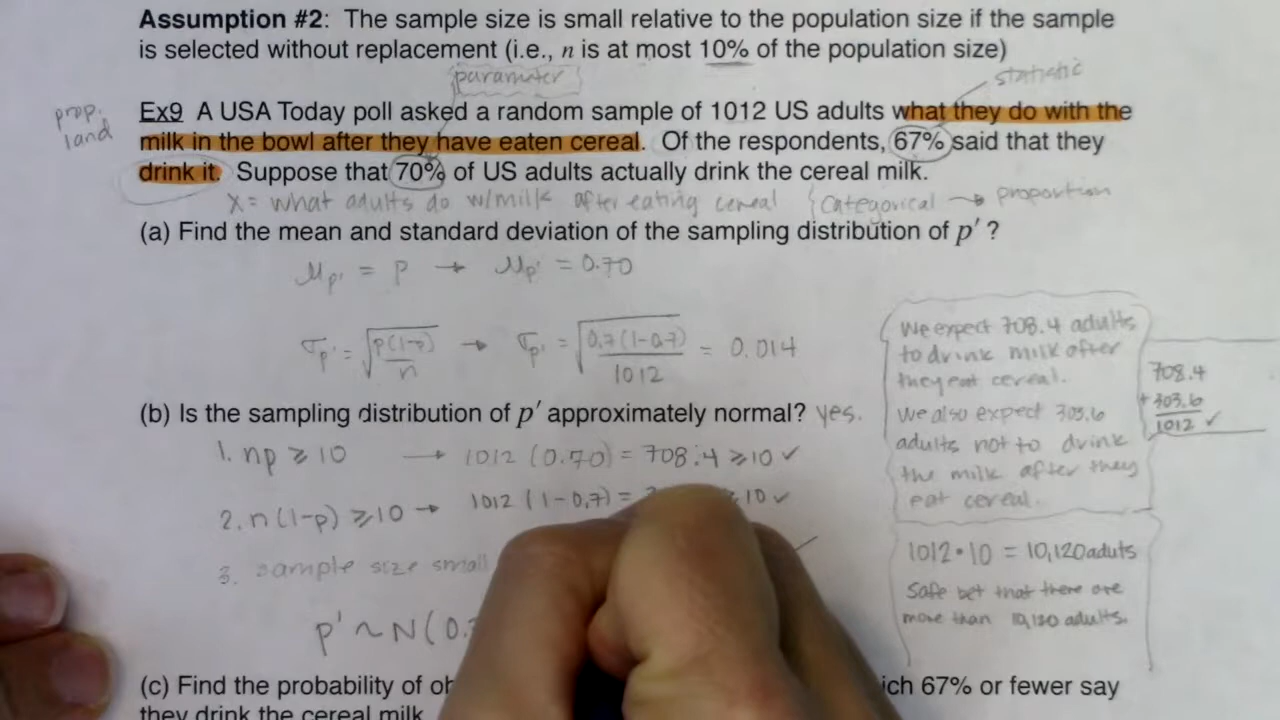 Assumption #2: The sample size is small relative to the population size if the sample
is selected without replacement (i.e., n is at most 10% of the population size)
parameter
statistic
prop.
land
Ex9 A USA Today poll asked a random sample of 1012 US adults what they do with the
milk in the bowl after they have eaten cereal. Of the respondents, 67% said that they
drink it. Suppose that 70% of US adults actually drink the cereal milk.
X = what adults do w/milk after eating cereal { categorical → proportion
(a) Find the mean and standard deviation of the sampling distribution of p′ ?
μp′ = p → μp′ = 0.70
σp′ = √(p(1-p)/n) → σp′ = √(0.7(1-0.7)/1012) = 0.014
(b) Is the sampling distribution of p′ approximately normal? yes.
1. np ≥ 10 → 1012 (0.70) = 708.4 ≥ 10 ✓
2. n(1-p) ≥ 10 → 1012 (1-0.7) = 10 ✓
3. sample size small
p′ ~ N(0.
We expect 708.4 adults
to drink milk after
they eat cereal.
We also expect 303.6
adults not to drink
the milk after they
eat cereal.
708.4
+ 303.6
1012 ✓
1012 • 10 = 10,120 aduts
Safe bet that there are
more than 10,120 adults.
(c) Find the probability of ob ich 67% or fewer say
they drink the cereal milk